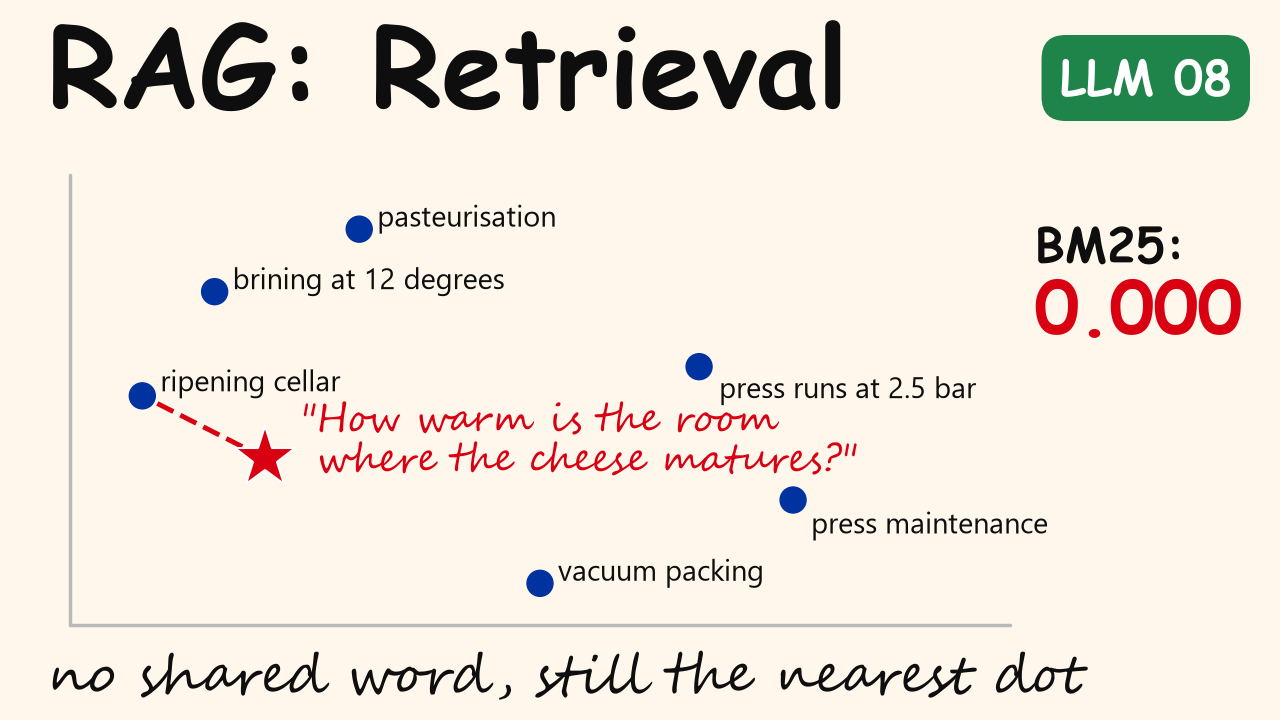 RAG: Retrieval
LLM 08
pasteurisation
BM25:
0.000
brining at 12 degrees
ripening cellar
press runs at 2.5 bar
"How warm is the room
where the cheese matures?"
press maintenance
vacuum packing
no shared word, still the nearest dot